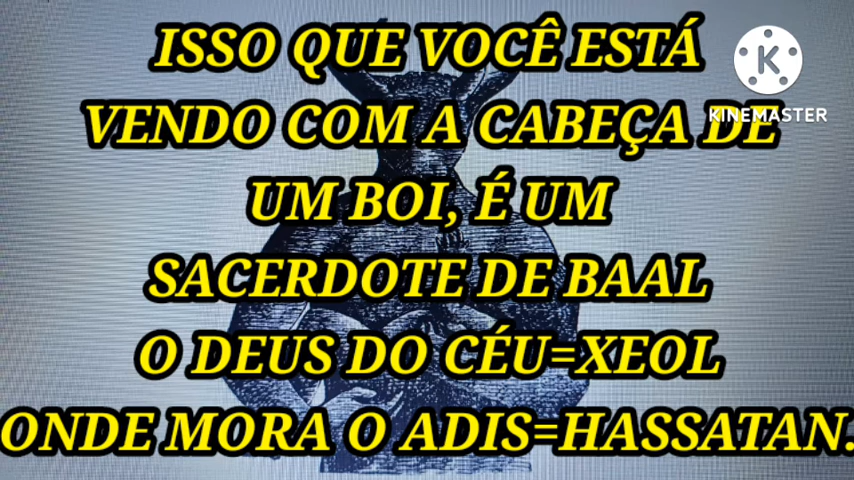 ISSO QUE VOCÊ ESTÁ
VENDO COM A CABEÇA DE
UM BOI, É UM
SACERDOTE DE BAAL
O DEUS DO CÉU=XEOL
ONDE MORA O ADIS=HASSATAN.
K
KINEMASTER